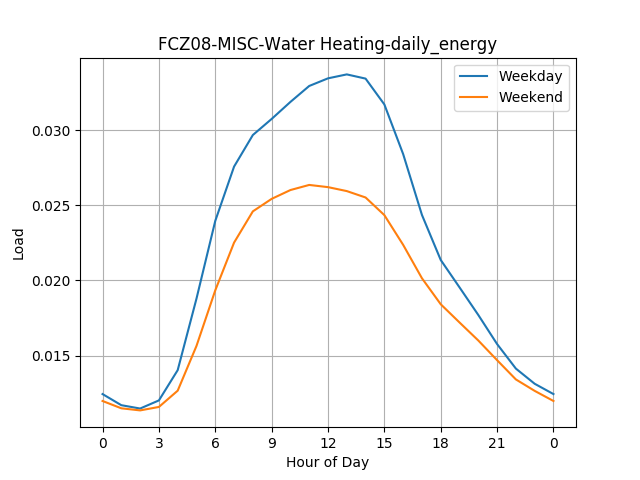 FCZ08-MISC-Water Heating-daily_energy
Weekday
Weekend
0.030
0.025
0.020
0.015
Load
0 3 6 9 12 15 18 21 0
Hour of Day